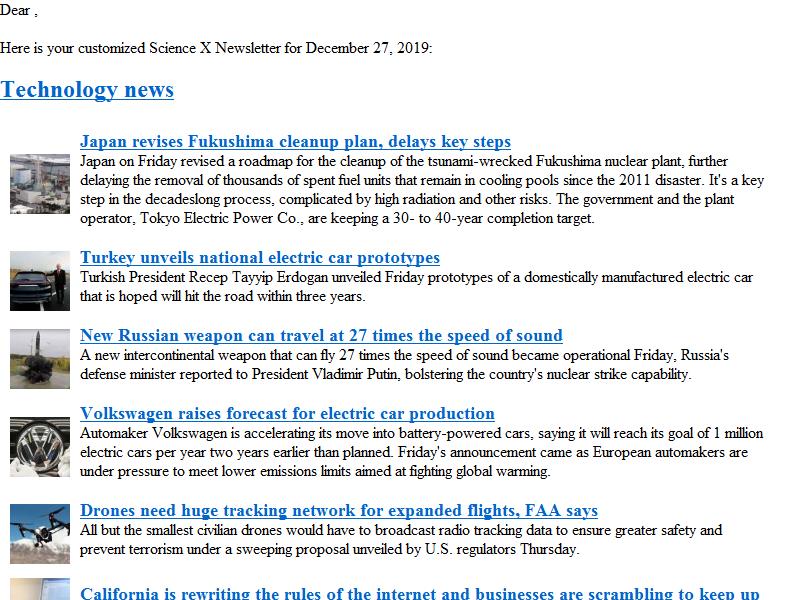 Dear ,
Here is your customized Science X Newsletter for December 27, 2019:
Technology news
Japan revises Fukushima cleanup plan, delays key steps
Japan on Friday revised a roadmap for the cleanup of the tsunami-wrecked Fukushima nuclear plant, further
delaying the removal of thousands of spent fuel units that remain in cooling pools since the 2011 disaster. It's a key
step in the decadeslong process, complicated by high radiation and other risks. The government and the plant
operator, Tokyo Electric Power Co., are keeping a 30- to 40-year completion target.
Turkey unveils national electric car prototypes
Turkish President Recep Tayyip Erdogan unveiled Friday prototypes of a domestically manufactured electric car
that is hoped will hit the road within three years.
New Russian weapon can travel at 27 times the speed of sound
A new intercontinental weapon that can fly 27 times the speed of sound became operational Friday, Russia's
defense minister reported to President Vladimir Putin, bolstering the country's nuclear strike capability.
Volkswagen raises forecast for electric car production
Automaker Volkswagen is accelerating its move into battery-powered cars, saying it will reach its goal of 1 million
electric cars per year two years earlier than planned. Friday's announcement came as European automakers are
under pressure to meet lower emissions limits aimed at fighting global warming.
Drones need huge tracking network for expanded flights, FAA says
All but the smallest civilian drones would have to broadcast radio tracking data to ensure greater safety and
prevent terrorism under a sweeping proposal unveiled by U.S. regulators Thursday.
California is rewriting the rules of the internet and businesses are scrambling to keep up